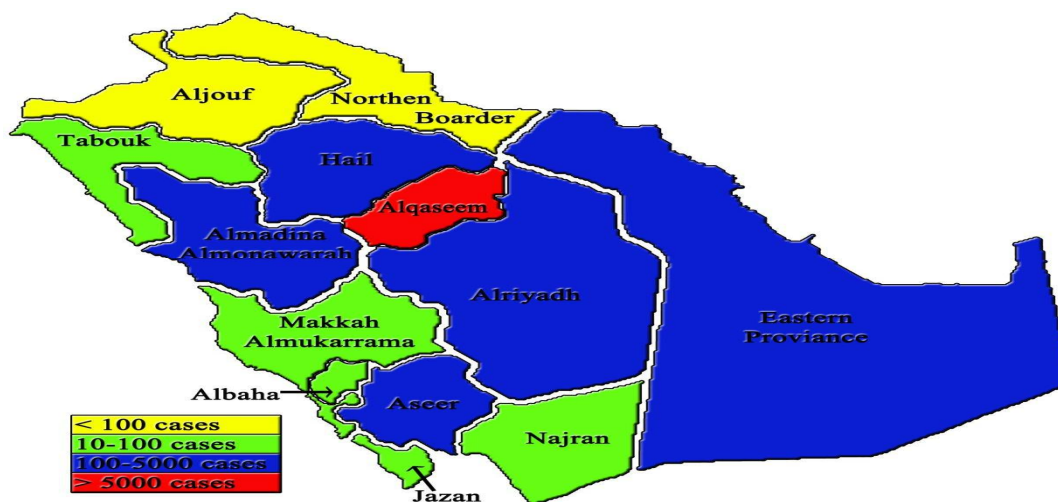 Aljouf
Northen
Boarder
Tabouk
Hail
Alqaseem
Almadina
Almonawarah
Alriyadh
Eastern
Proviance
Makkah
Almukarrama
Albaha
Aseer
Najran
Jazan
< 100 cases
10-100 cases
100-5000 cases
> 5000 cases